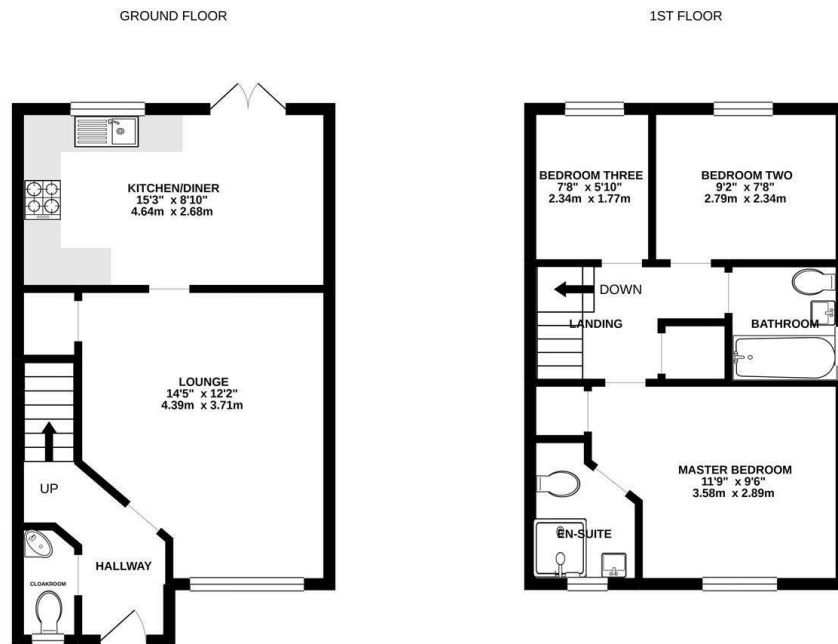 GROUND FLOOR
1ST FLOOR
KITCHEN/DINER
15'3" x 8'10"
4.64m x 2.68m
LOUNGE
14'5" x 12'2"
4.39m x 3.71m
UP
HALLWAY
CLOAKROOM
BEDROOM THREE
7'8" x 5'10"
2.34m x 1.77m
BEDROOM TWO
9'2" x 7'8"
2.79m x 2.34m
DOWN
LANDING
BATHROOM
MASTER BEDROOM
11'9" x 9'6"
3.58m x 2.89m
EN-SUITE